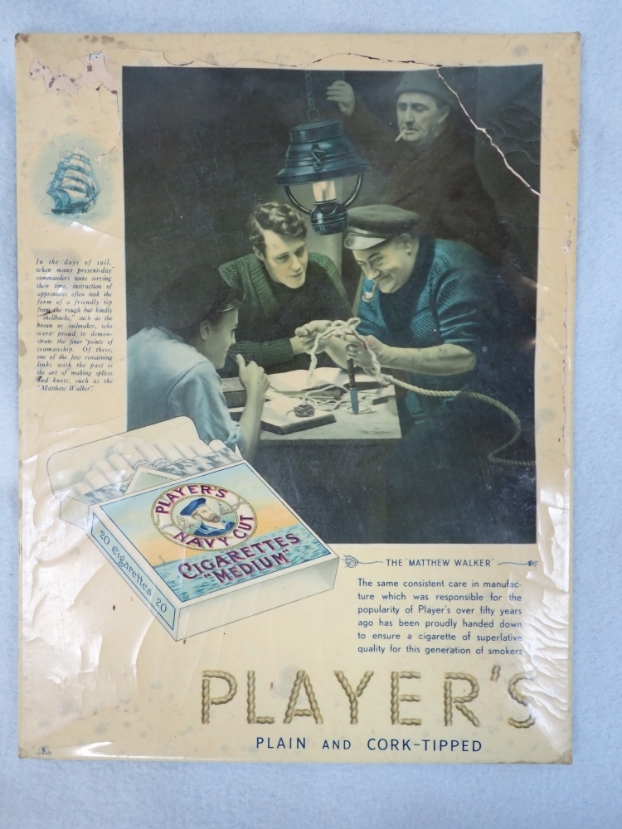 In the days of sail,
when many present-day
commanders were serving
their time, instruction of
apprentices often took the
form of a friendly tip
from the rough but kindly
"shellbacks," such as the
bosun or sailmaker, who
were proud to demon-
strate the finer points of
seamanship. Of these,
one of the few remaining
links with the past is
the art of making splices
and knots, such as the
"Matthew Walker"
PLAYER'S
NAVY CUT
CIGARETTES
"MEDIUM"
20 Cigarettes 20
THE "MATTHEW WALKER"
The same consistent care in manufac-
ture which was responsible for the
popularity of Player's over fifty years
ago has been proudly handed down
to ensure a cigarette of superlative
quality for this generation of smokers
PLAYER'S
PLAIN AND CORK-TIPPED